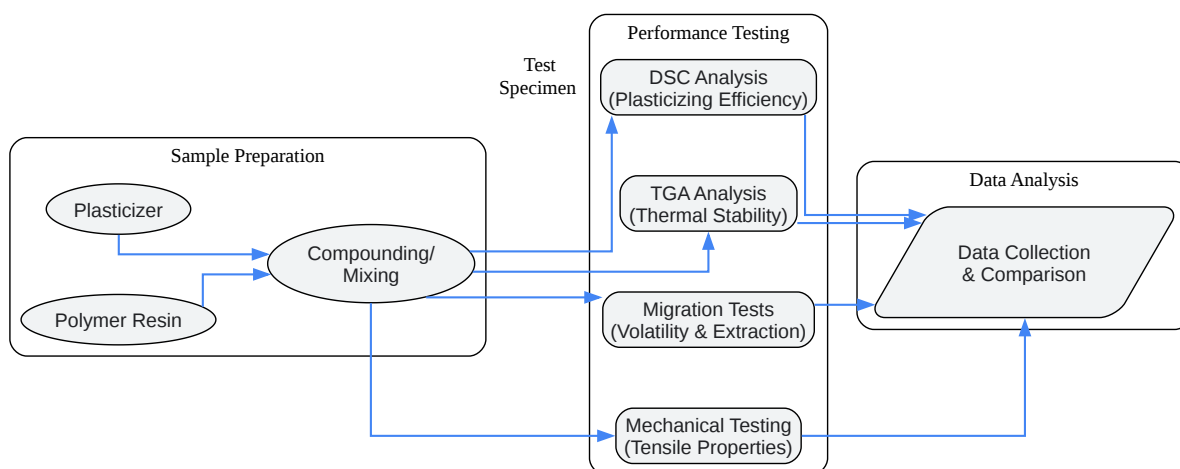 Sample Preparation
Plasticizer
Polymer Resin
Compounding/
Mixing
Test
Specimen
Performance Testing
DSC Analysis
(Plasticizing Efficiency)
TGA Analysis
(Thermal Stability)
Migration Tests
(Volatility & Extraction)
Mechanical Testing
(Tensile Properties)
Data Analysis
Data Collection
& Comparison